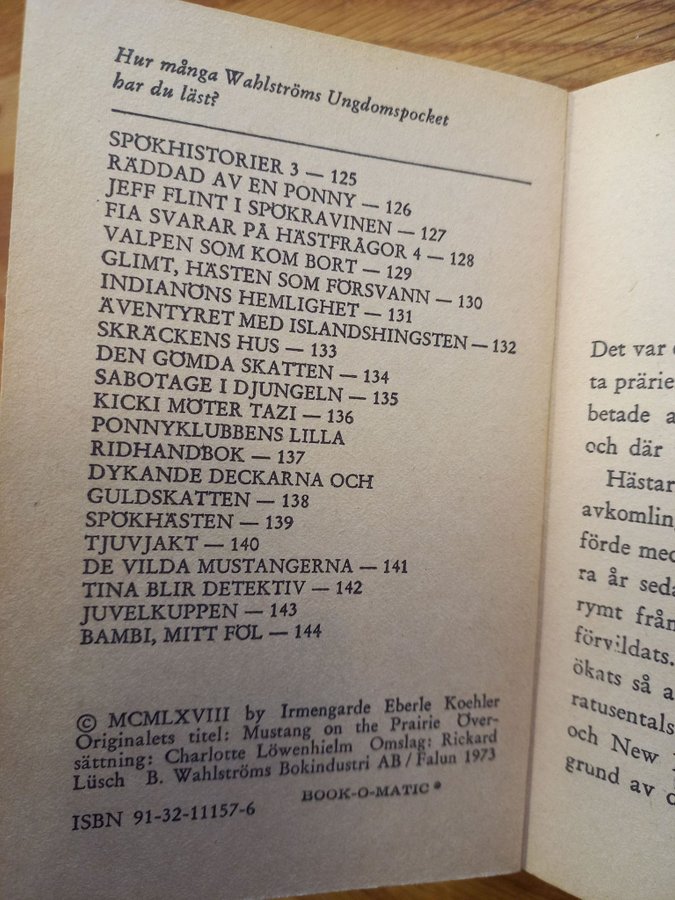 Hur många Wahlströms Ungdomspocket
har du läst?
SPÖKHISTORIER 3 — 125
RÄDDAD AV EN PONNY — 126
JEFF FLINT I SPÖKRAVINEN — 127
FIA SVARAR PÅ HÄSTFRÅGOR 4 — 128
VALPEN SOM KOM BORT — 129
GLIMT, HÄSTEN SOM FÖRSVANN — 130
INDIANÖNS HEMLIGHET — 131
ÄVENTYRET MED ISLANDSHINGSTEN — 132
SKRÄCKENS HUS — 133
DEN GÖMDA SKATTEN — 134
SABOTAGE I DJUNGELN — 135
KICKI MÖTER TAZI — 136
PONNYKLUBBENS LILLA
RIDHANDBOK — 137
DYKANDE DECKARNA OCH
GULDSKATTEN — 138
SPÖKHÄSTEN — 139
TJUVJAKT — 140
DE VILDA MUSTANGERNA — 141
TINA BLIR DETEKTIV — 142
JUVELKUPPEN — 143
BAMBI, MITT FÖL — 144
© MCMLXVIII by Irmengarde Eberle Koehler
Originalets titel: Mustang on the Prairie Över-
sättning: Charlotte Löwenhielm Omslag: Rickard
Lüsch B. Wahlströms Bokindustri AB / Falun 1973
BOOK-O-MATIC
ISBN 91-32-11157-6
Det var
ta prärie
betade
och där
Hästar
avkomlin
förde med
ra år seda
rymt från
förvildats.
ökats så a
ratusentals
och New
grund av